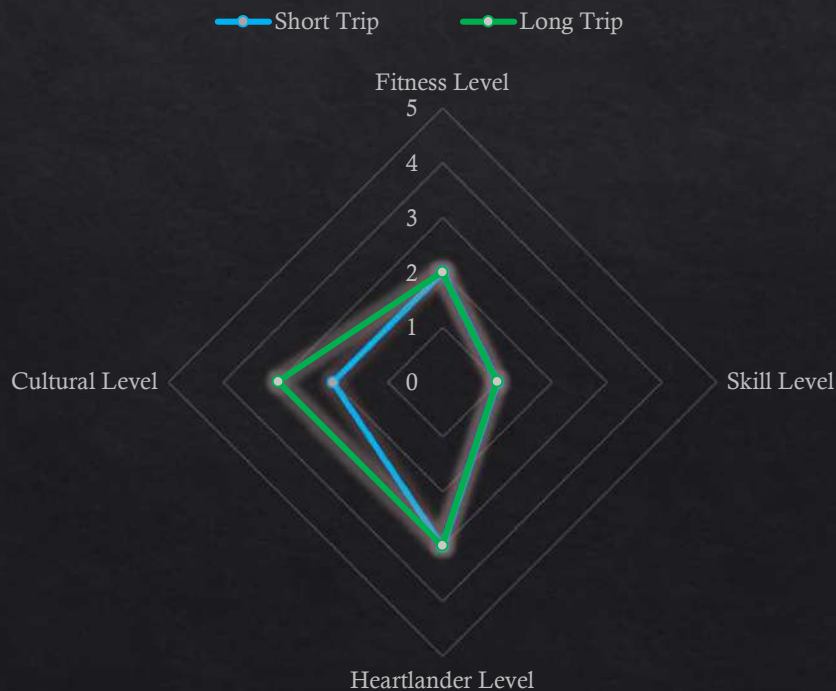 Short Trip Long Trip
Fitness Level
5
4
3
2
1
Cultural Level 0 Skill Level
Heartlander Level